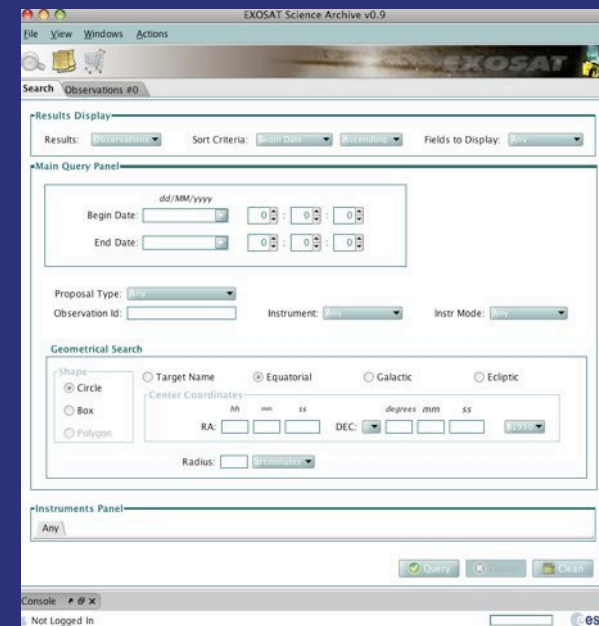 EXOSAT Science Archive v0.9
File View Windows Actions
EXOSAT
Search Observations #0
Results Display
Results: Observations Sort Criteria: Begin Date Ascending Fields to Display: Any
Main Query Panel
dd/MM/yyyy
Begin Date: 0 : 0 : 0
End Date: 0 : 0 : 0
Proposal Type: Any
Observation Id: Instrument: Any Instr Mode: Any
Geometrical Search
Shape Target Name Equatorial Galactic Ecliptic
Circle
Center Coordinates
hh mm ss degrees mm ss
Box
RA: DEC: B1950
Polygon
Radius: arcminutes
Instruments Panel
Any
Query Clean
Console
Not Logged In es